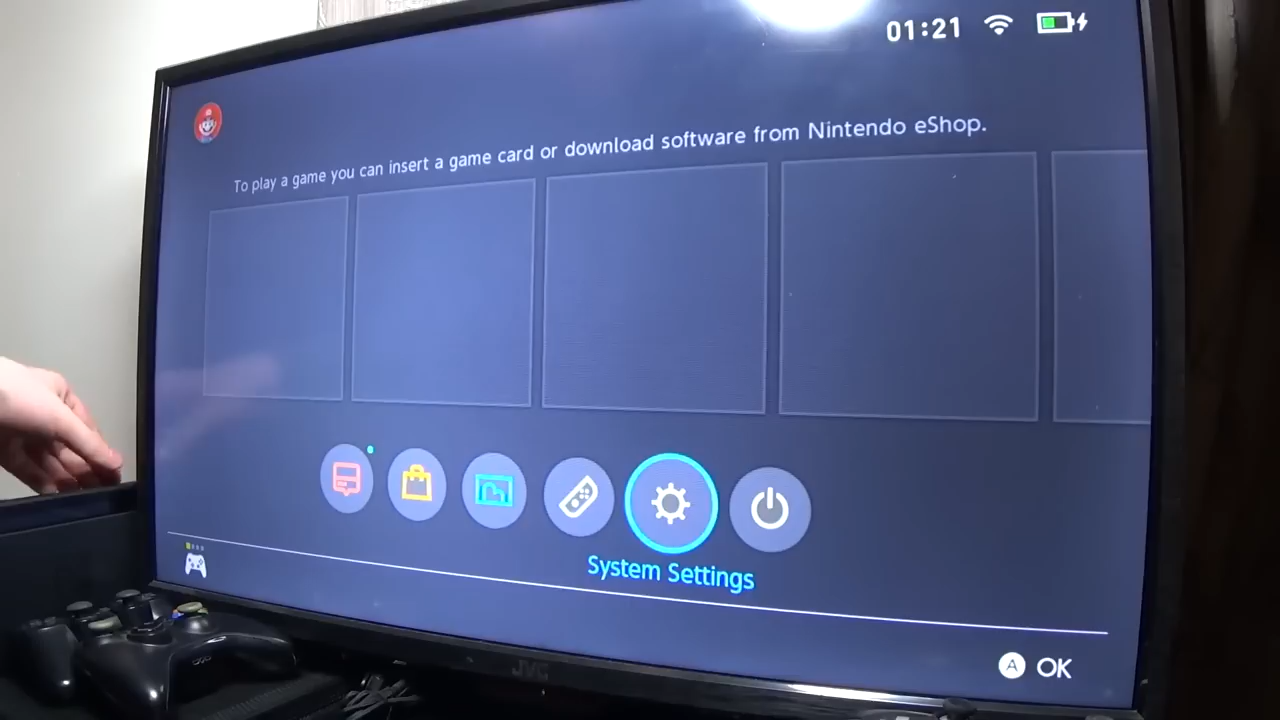 01:21
To play a game you can insert a game card or download software from Nintendo eShop.
System Settings
A OK
JVC